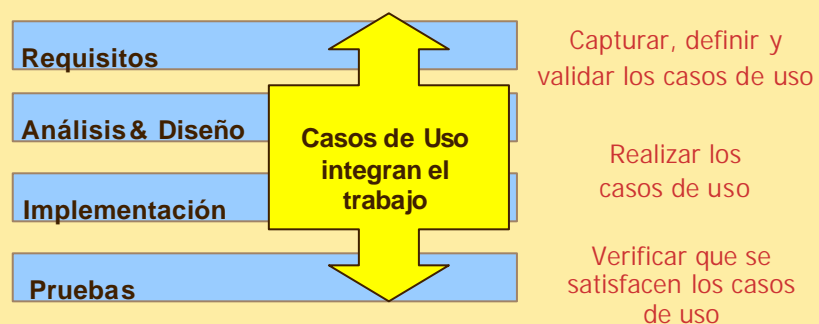 Requisitos
Capturar, definir y
validar los casos de uso
Análisis & Diseño
Casos de Uso
integran el
trabajo
Realizar los
casos de uso
Implementación
Pruebas
Verificar que se
satisfacen los casos
de uso